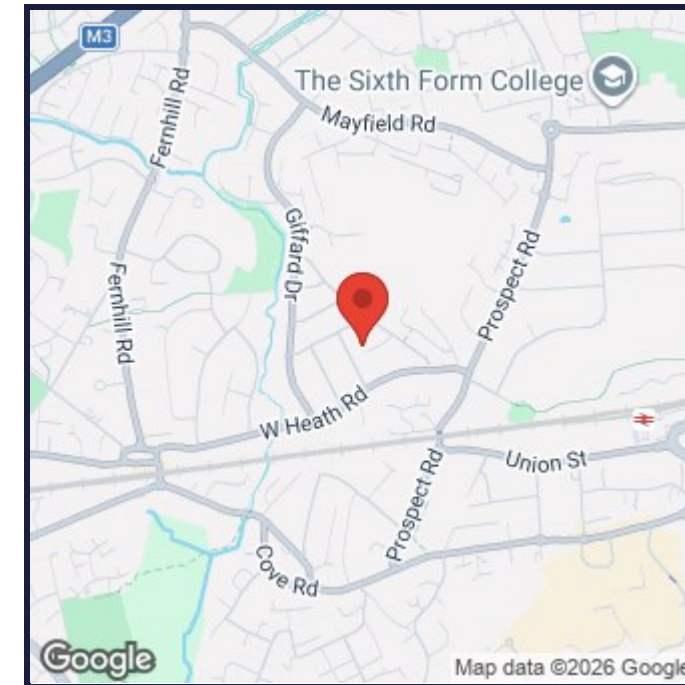 M3
The Sixth Form College
Mayfield Rd
Fernhill Rd
Giffard Dr
Prospect Rd
Fernhill Rd
W Heath Rd
Union St
Prospect Rd
Cove Rd
Google
Map data ©2026 Google